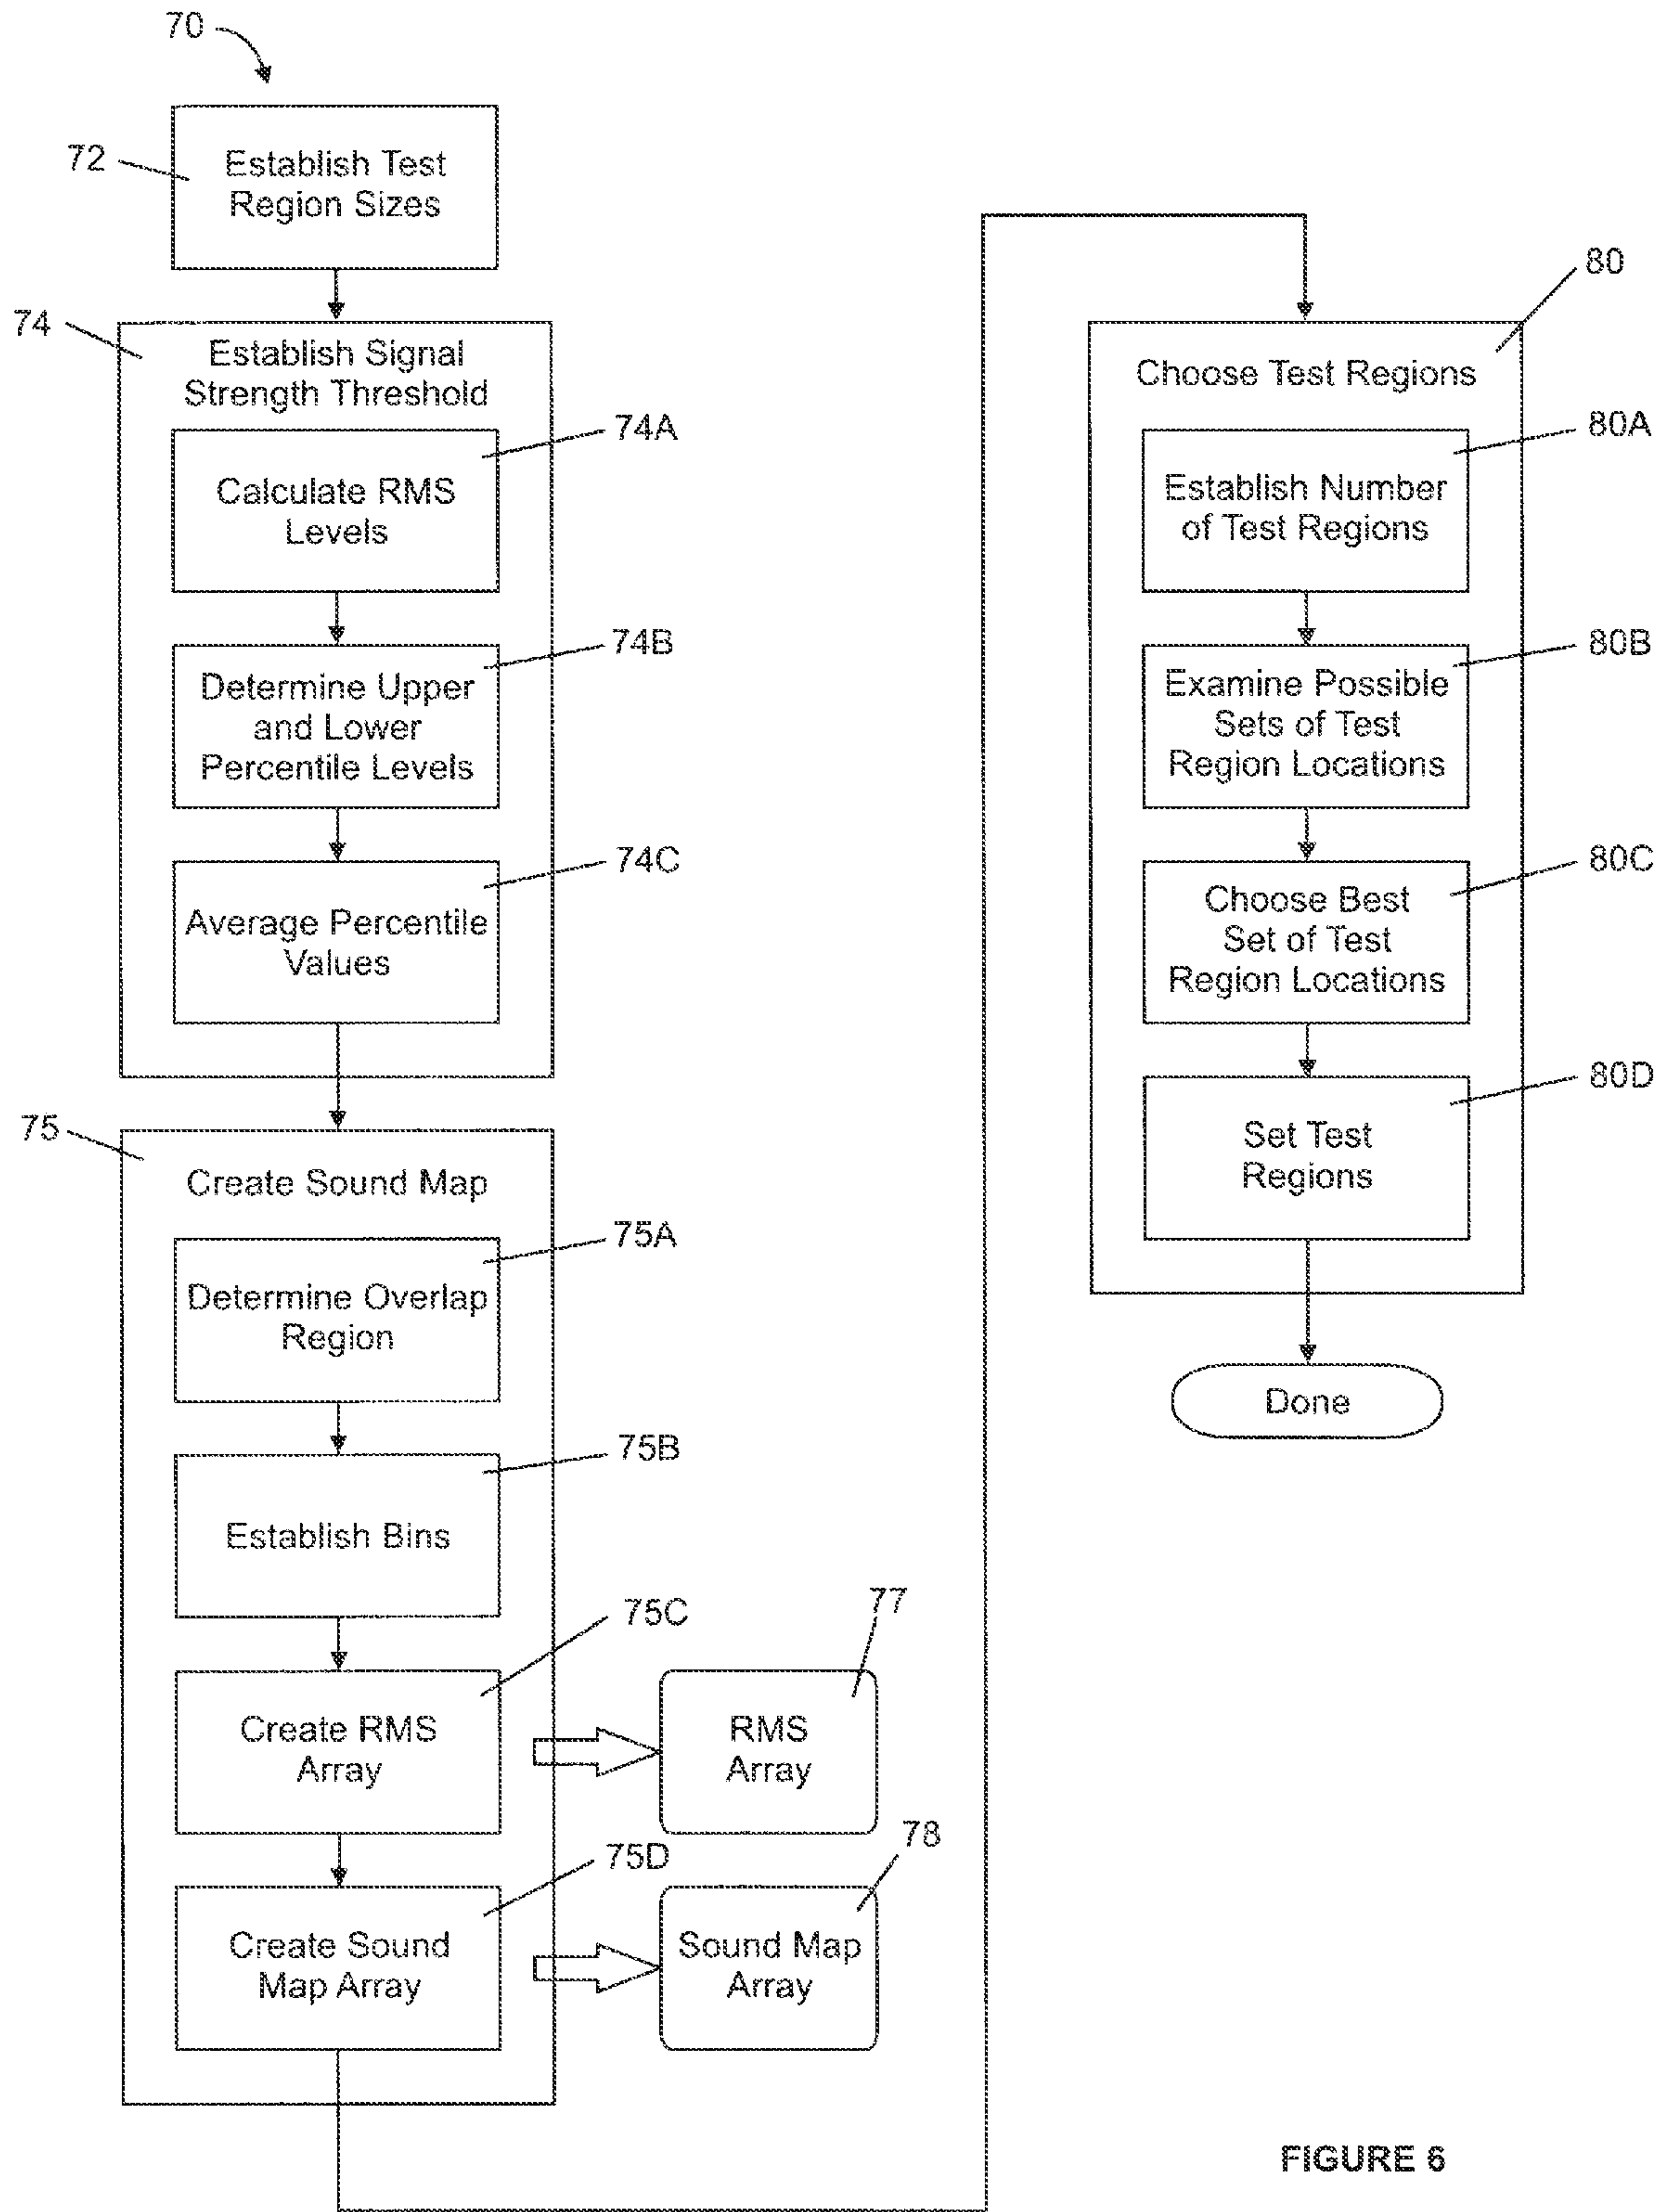 70
72
Establish Test
Region Sizes
74
Establish Signal
Strength Threshold
74A
Calculate RMS
Levels
74B
Determine Upper
and Lower
Percentile Levels
74C
Average Percentile
Values
75
Create Sound Map
75A
Determine Overlap
Region
75B
Establish Bins
75C
Create RMS
Array
77
RMS
Array
75D
Create Sound
Map Array
78
Sound Map
Array
80
Choose Test Regions
80A
Establish Number
of Test Regions
80B
Examine Possible
Sets of Test
Region Locations
80C
Choose Best
Set of Test
Region Locations
80D
Set Test
Regions
Done
FIGURE 6